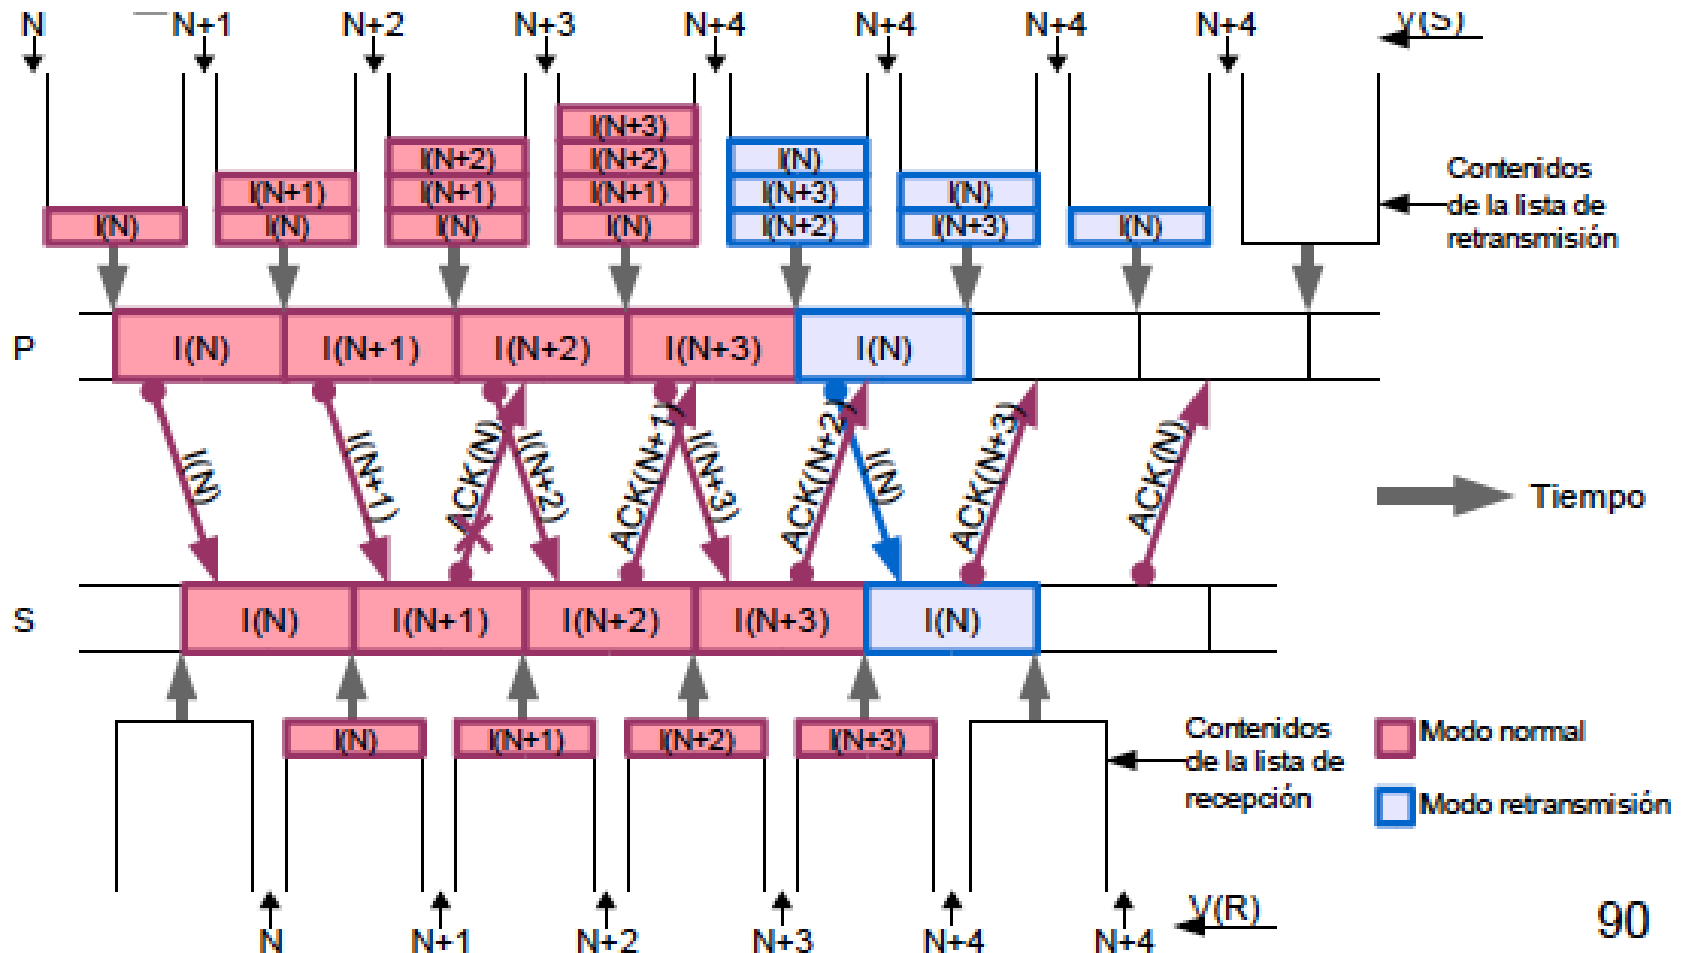 N N+1 N+2 N+3 N+4 N+4 N+4 N+4 V(S)
I(N+3)
I(N+2) I(N+2) I(N)
I(N+1) I(N+1) I(N+1) I(N+3) I(N)
I(N) I(N) I(N) I(N) I(N+2) I(N+3) I(N)
Contenidos
de la lista de
retransmisión
P I(N) I(N+1) I(N+2) I(N+3) I(N)
I(N) I(N+1) ACK(N) I(N+2) ACK(N+1) I(N+3) ACK(N+2) I(N) ACK(N+3) ACK(N)
Tiempo
S I(N) I(N+1) I(N+2) I(N+3) I(N)
I(N) I(N+1) I(N+2) I(N+3)
Contenidos
de la lista de
recepción
Modo normal
Modo retransmisión
V(R)
N N+1 N+2 N+3 N+4 N+4
90